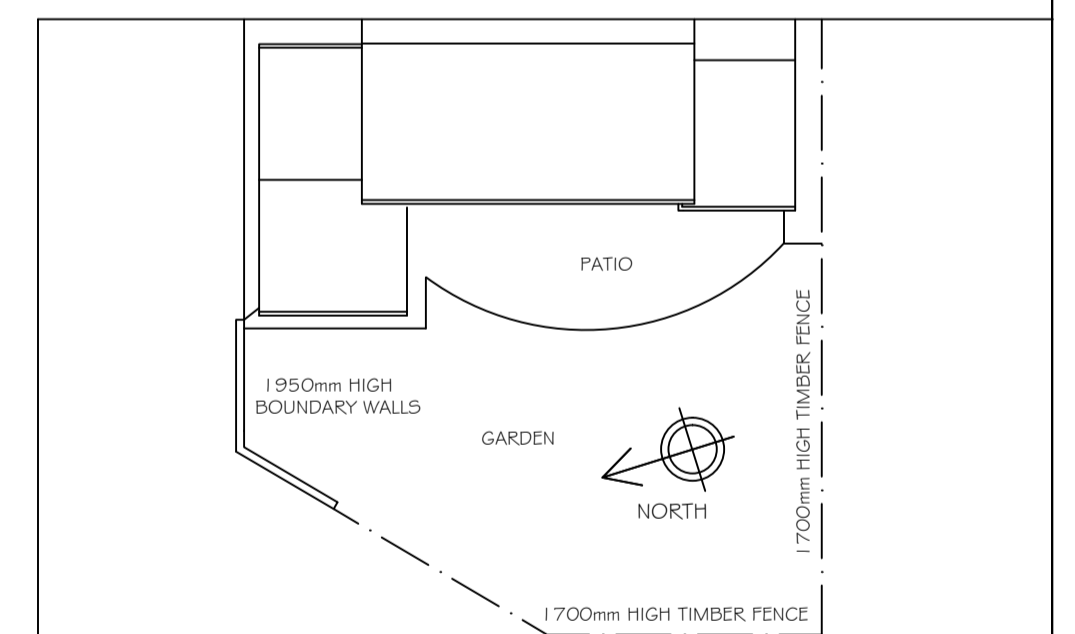 PATIO
1700mm HIGH TIMBER FENCE
1950mm HIGH
BOUNDARY WALLS
GARDEN
NORTH
1700mm HIGH TIMBER FENCE